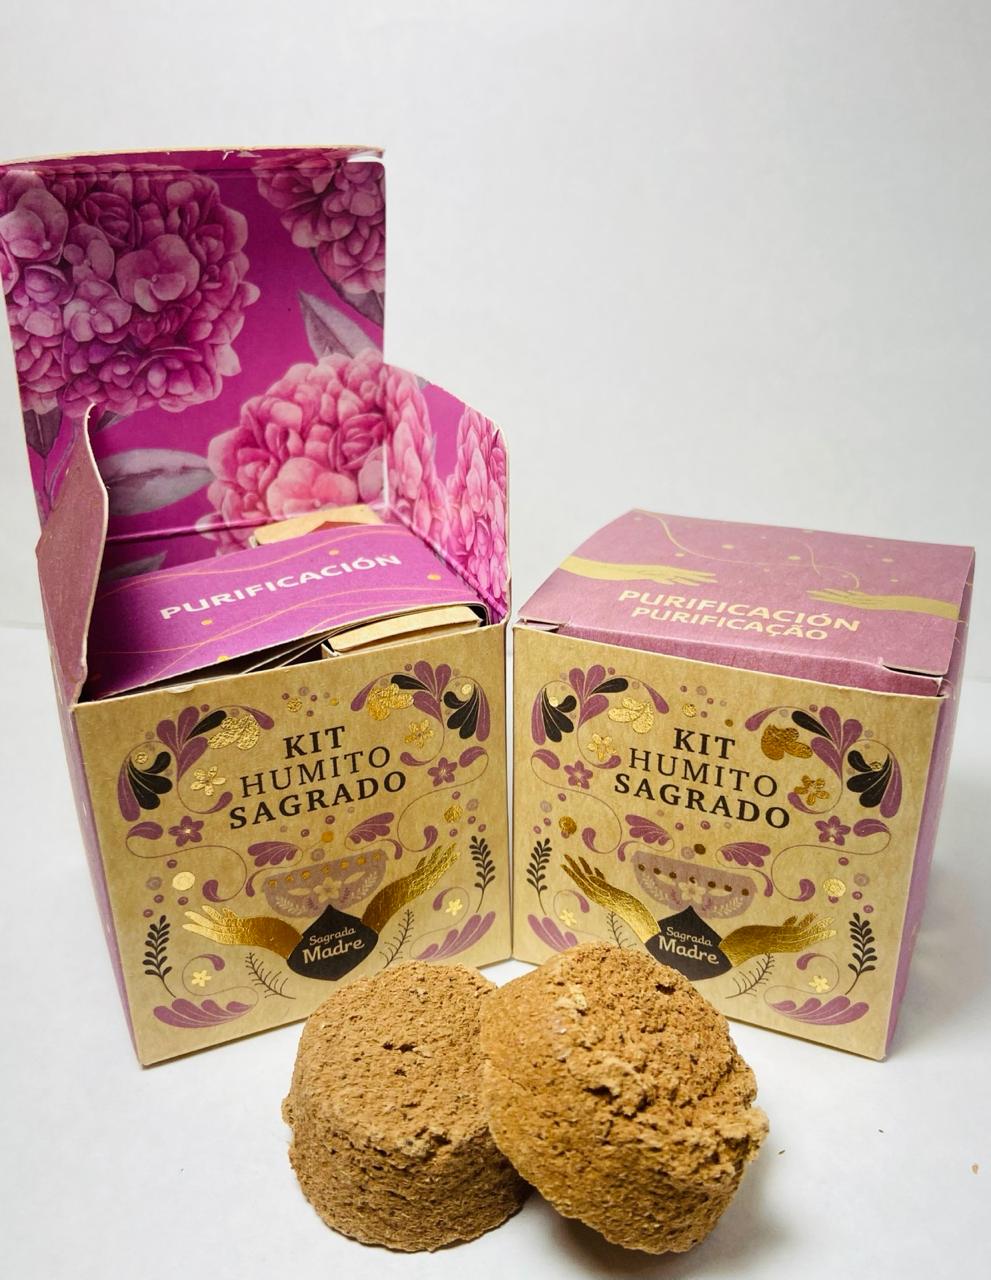 PURIFICACIÓN
KIT
HUMITO
SAGRADO
Sagrada
Madre
PURIFICACIÓN
PURIFICAÇÃO
KIT
HUMITO
SAGRADO
Sagrada
Madre